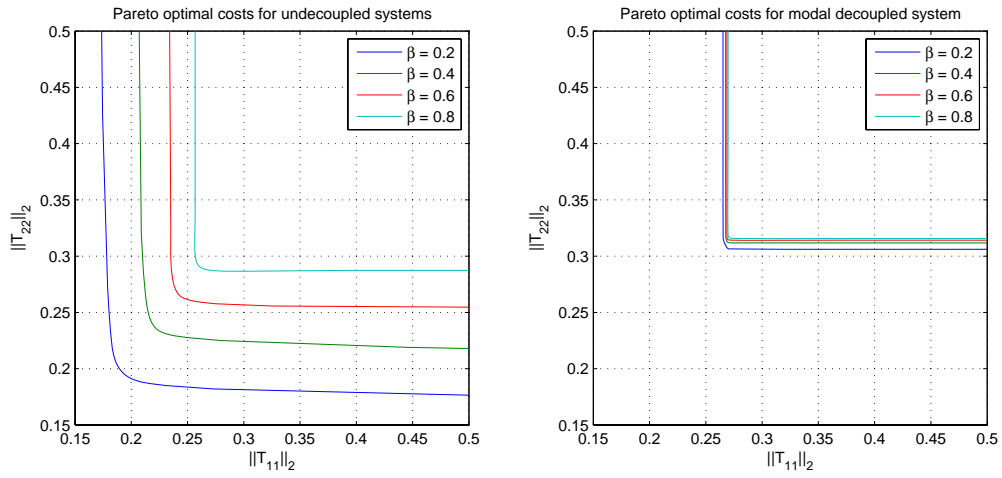 Pareto optimal costs for undecoupled systems
0.5
0.45
0.4
0.35
0.3
0.25
0.2
0.15
||T22||2
0.15 0.2 0.25 0.3 0.35 0.4 0.45 0.5
||T11||2
β = 0.2
β = 0.4
β = 0.6
β = 0.8
Pareto optimal costs for modal decoupled system
0.5
0.45
0.4
0.35
0.3
0.25
0.2
0.15
||T22||2
0.15 0.2 0.25 0.3 0.35 0.4 0.45 0.5
||T11||2
β = 0.2
β = 0.4
β = 0.6
β = 0.8